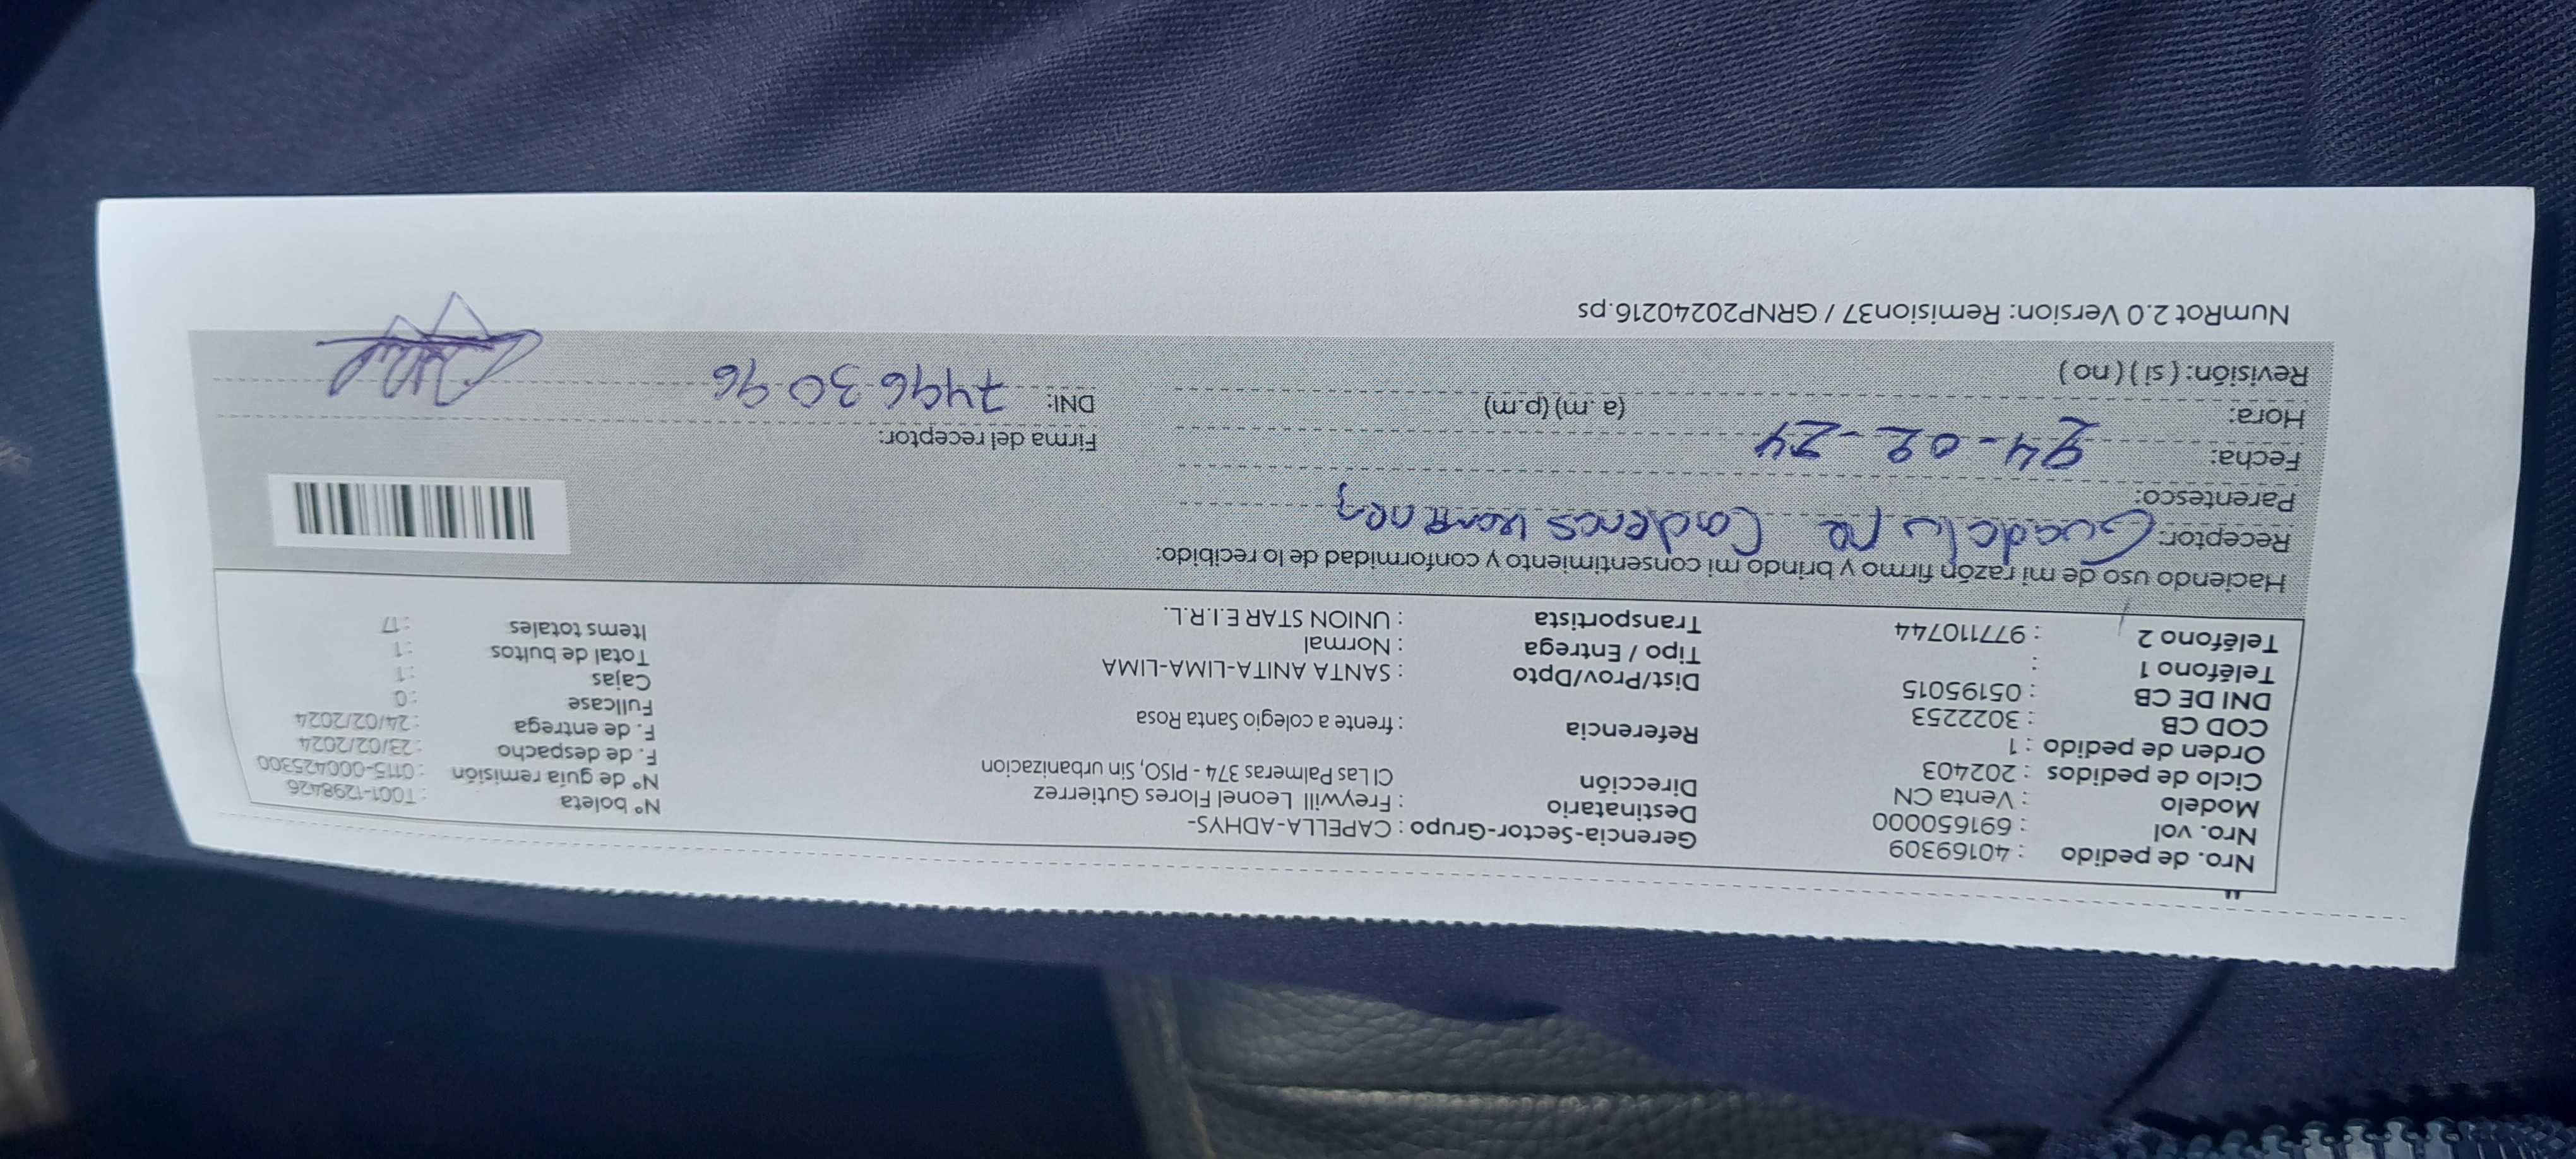 Nro. de pedido : 40169309
Nro. vol : 691650000
Modelo : Venta CN
Ciclo de pedidos : 202403
Orden de pedido : 1
COD CB : 3022253
DNI DE CB : 05195015
Teléfono 1 :
Teléfono 2 : 977110744
Gerencia-Sector-Grupo : CAPELLA-ADHYS-
Destinatario : Freywill Leonel Flores Gutierrez
Dirección Cl Las Palmeras 374 - PISO, Sin urbanizacion
Referencia : frente a colegio Santa Rosa
Dist/Prov/Dpto : SANTA ANITA-LIMA-LIMA
Tipo / Entrega : Normal
Transportista : UNION STAR E.I.R.L.
N° boleta : T001-1298426
N° de guía remisión : 0115-000425300
F. de despacho : 23/02/2024
F. de entrega : 24/02/2024
Fullcase : 0
Cajas : 1
Total de bultos : 1
Items totales : 17
Haciendo uso de mi razón firmo y brindo mi consentimiento y conformidad de lo recibido:
Receptor: Guadalupe Cardenas
Parentesco:
Fecha: 24-02-24
Hora: (a.m) (p.m)
Revisión: ( si ) ( no )
Firma del receptor:
DNI: 74963096
NumRot 2.0 Version: Remision37 / GRNP20240216.ps